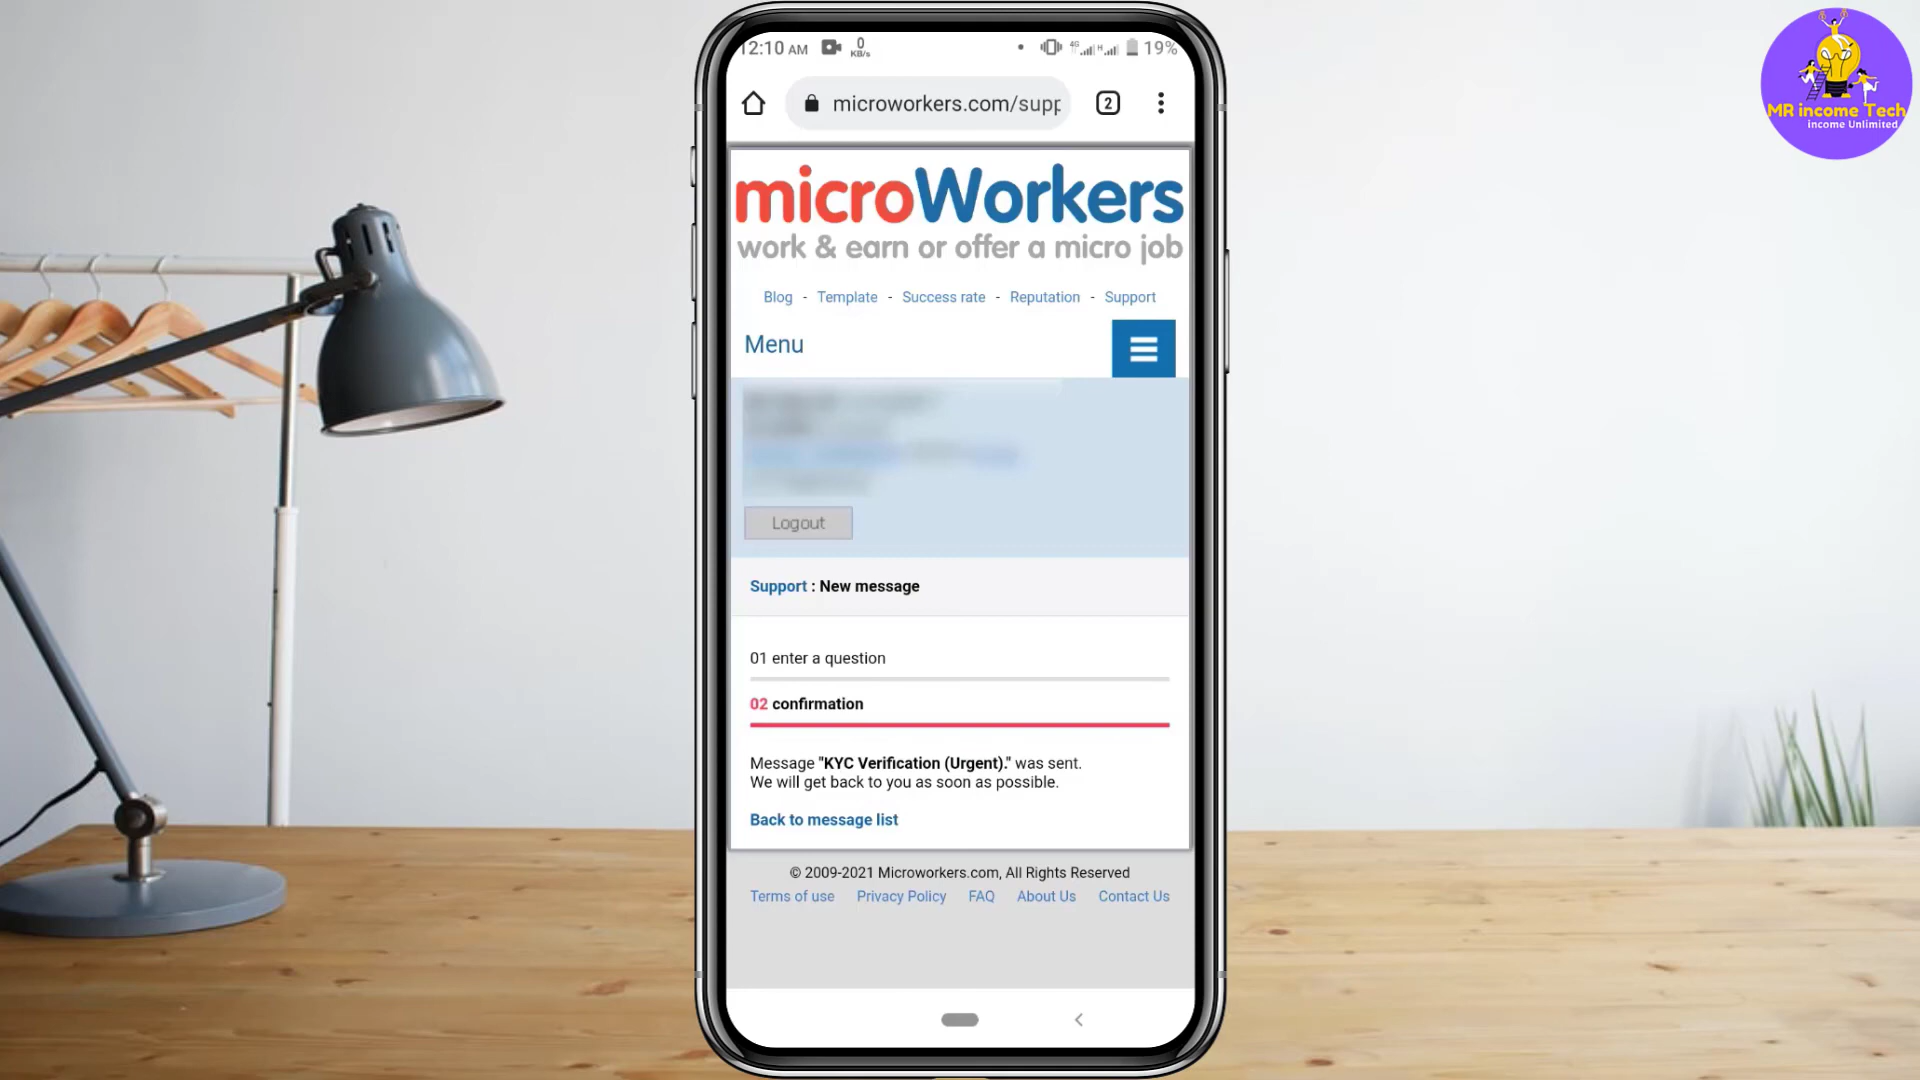 12:10 AM 0 KB/s 4G H 19%
microworkers.com/supp 2
microWorkers
work & earn or offer a micro job
Blog - Template - Success rate - Reputation - Support
Menu
Logout
Support : New message
01 enter a question
02 confirmation
Message "KYC Verification (Urgent)." was sent.
We will get back to you as soon as possible.
Back to message list
© 2009-2021 Microworkers.com, All Rights Reserved
Terms of use Privacy Policy FAQ About Us Contact Us
MR income Tech
income Unlimited